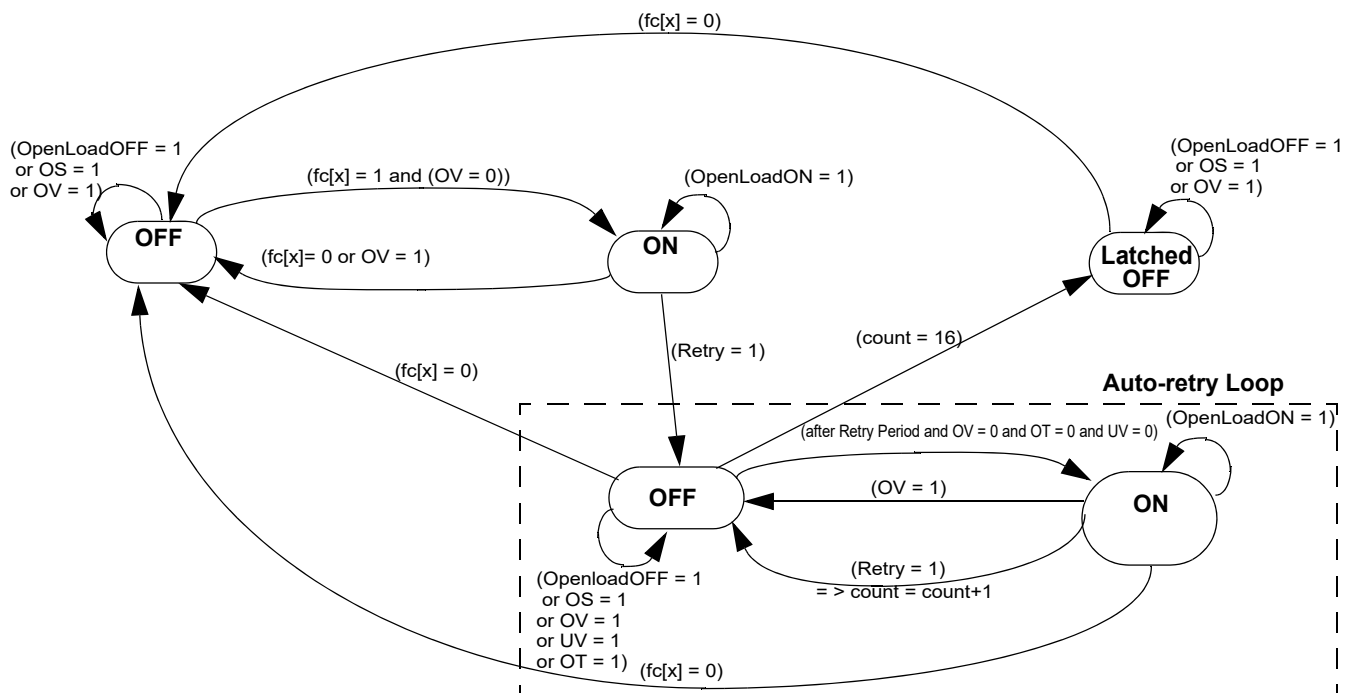 (fc[x] = 0)
(OpenLoadOFF = 1
or OS = 1
or OV = 1)
OFF
(fc[x] = 1 and (OV = 0))
(fc[x]= 0 or OV = 1)
(OpenLoadON = 1)
ON
(OpenLoadOFF = 1
or OS = 1
or OV = 1)
Latched
OFF
(Retry = 1)
(count = 16)
(fc[x] = 0)
Auto-retry Loop
(OpenLoadON = 1)
(after Retry Period and OV = 0 and OT = 0 and UV = 0)
OFF
(OV = 1)
ON
(Retry = 1)
= > count = count+1
(OpenloadOFF = 1
or OS = 1
or OV = 1
or UV = 1
or OT = 1)
(fc[x] = 0)